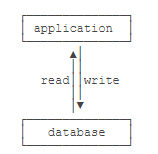 application
read write
database